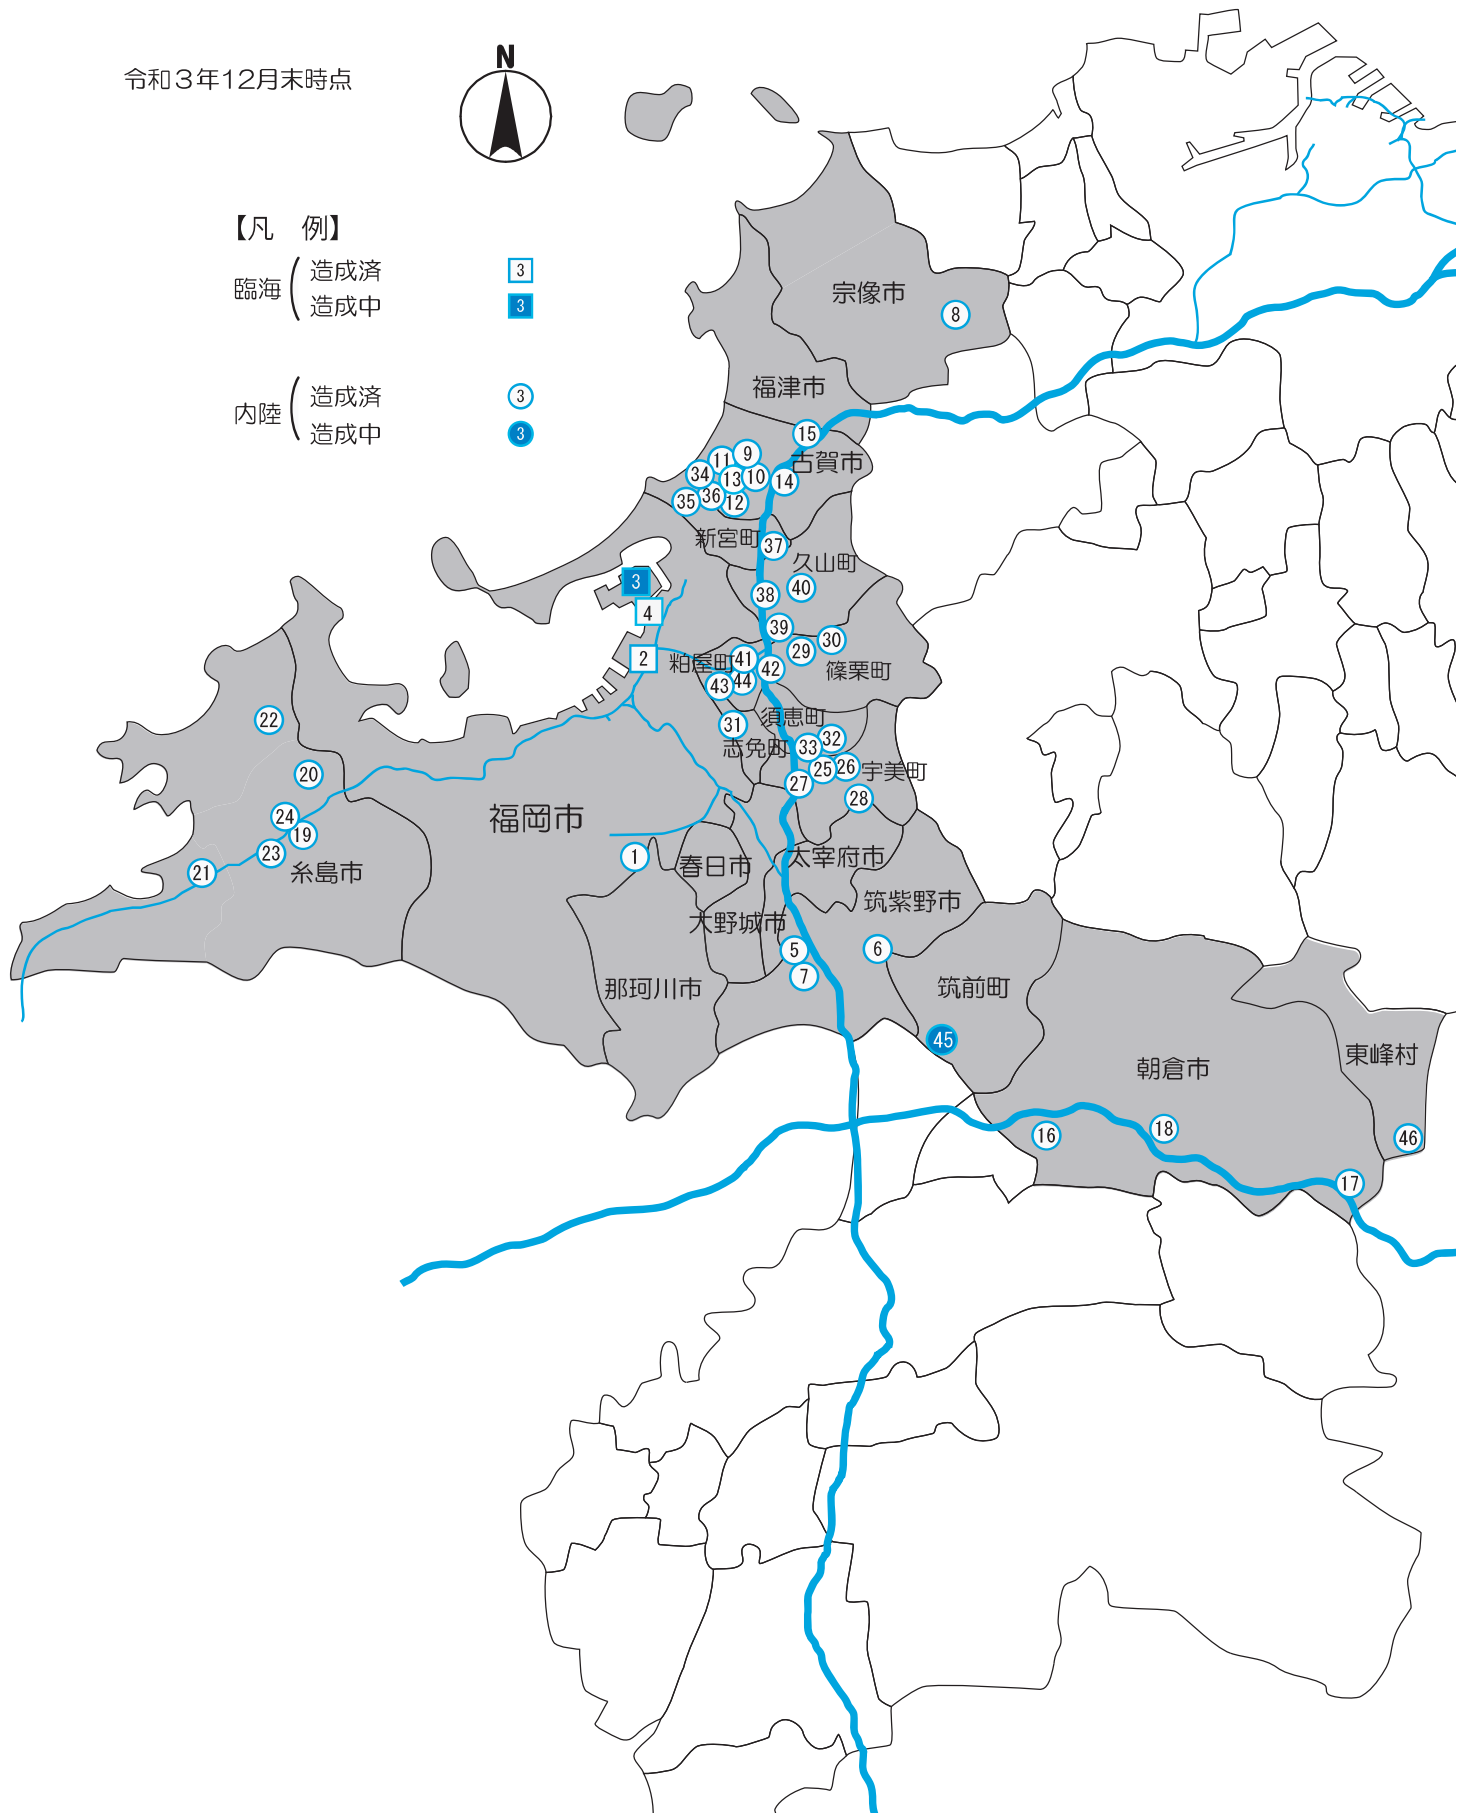 N
令和3年12月末時点
【凡　例】
臨海
造成済
3
造成中
3
内陸
造成済
3
造成中
3
宗像市
8
福津市
15
古賀市
9
11
34
13
10
14
35
36
12
新宮町
37
久山町
3
38
40
4
39
30
29
2
粕屋町
41
42
篠栗町
43
44
須恵町
31
22
志免町
33
32
20
25
26
宇美町
27
28
福岡市
24
19
1
太宰府市
23
春日市
21
糸島市
筑紫野市
大野城市
5
6
7
那珂川市
筑前町
45
東峰村
朝倉市
16
18
46
17